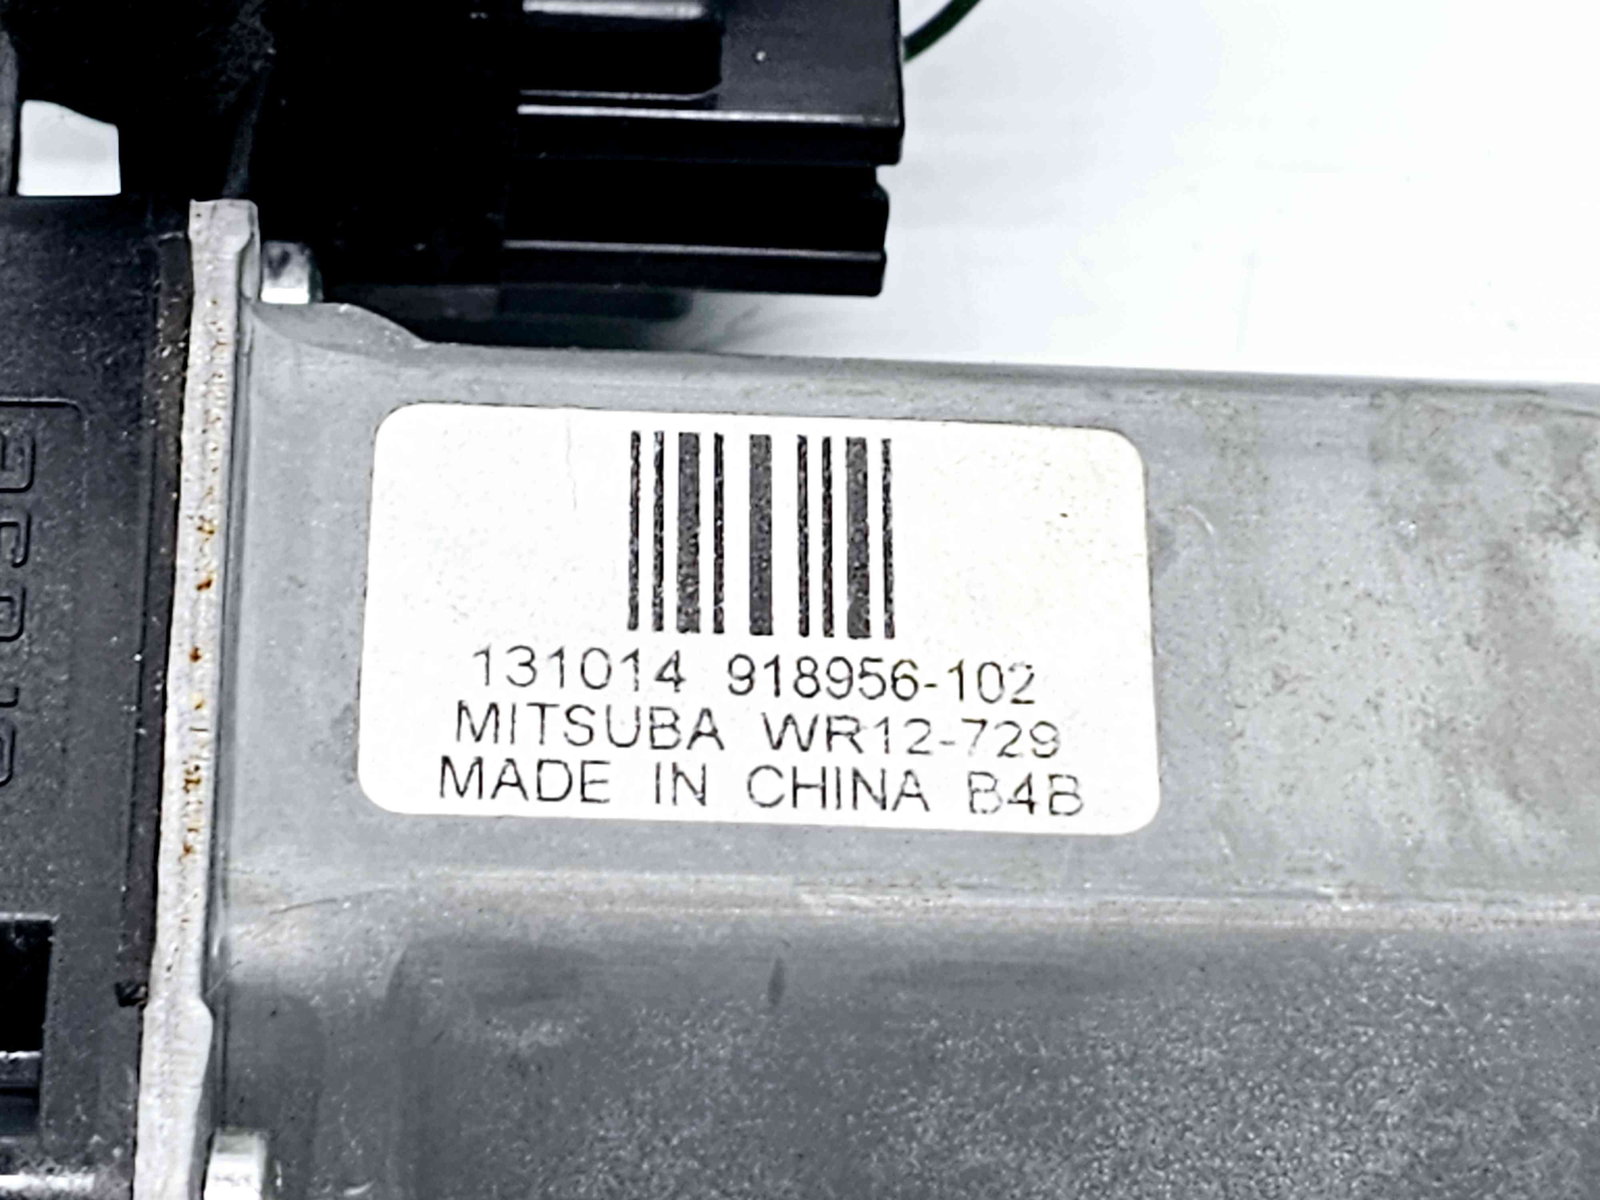 131014 918956-102
MITSUBA WR12-729
MADE IN CHINA B4B